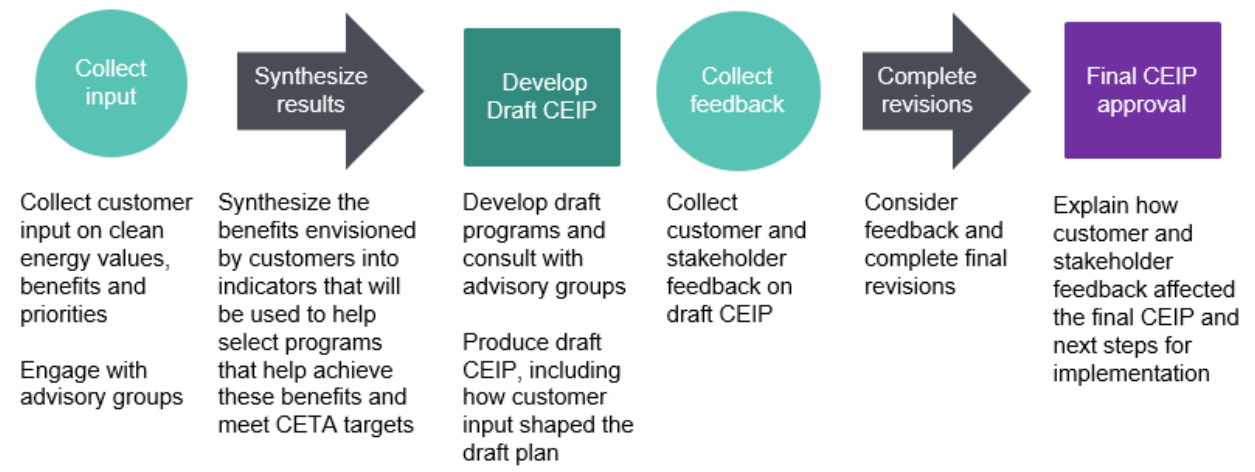 Collect
input
Synthesize
results
Develop
Draft CEIP
Collect
feedback
Complete
revisions
Final CEIP
approval
Collect customer
input on clean
energy values,
benefits and
priorities
Engage with
advisory groups
Synthesize the
benefits envisioned
by customers into
indicators that will
be used to help
select programs
that help achieve
these benefits and
meet CETA targets
Develop draft
programs and
consult with
advisory groups
Produce draft
CEIP, including
how customer
input shaped the
draft plan
Collect
customer and
stakeholder
feedback on
draft CEIP
Consider
feedback and
complete final
revisions
Explain how
customer and
stakeholder
feedback affected
the final CEIP and
next steps for
implementation